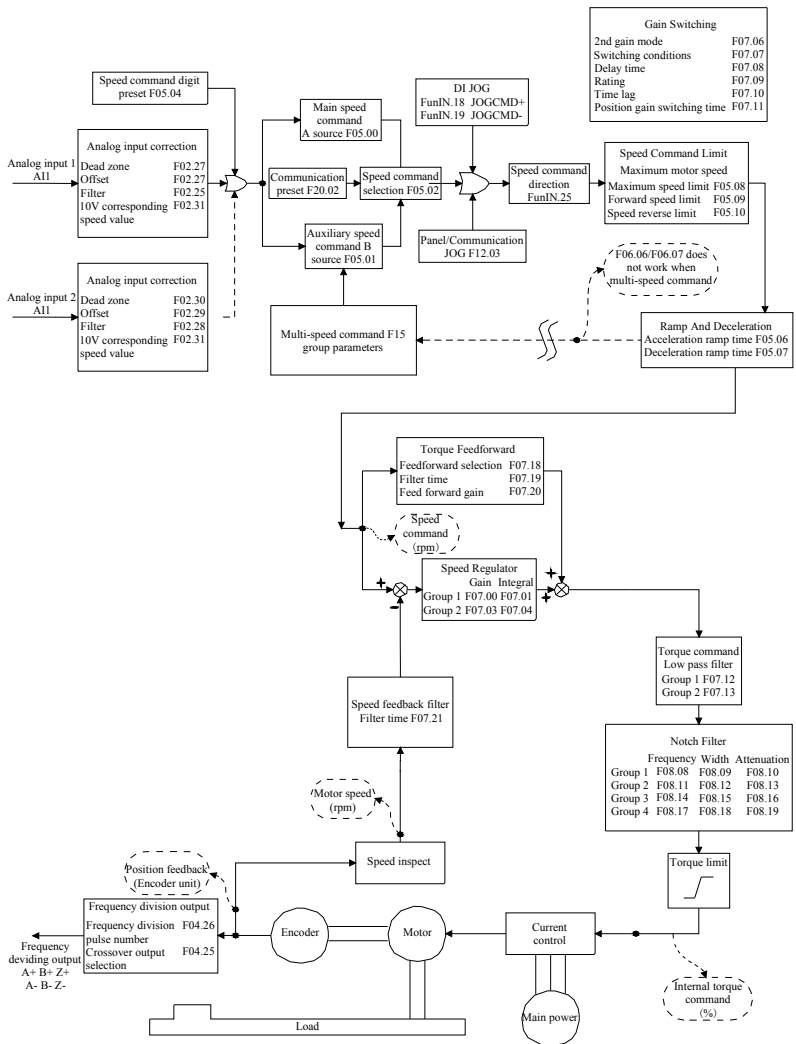 Gain Switching
2nd gain mode F07.06
Switching conditions F07.07
Delay time F07.08
Rating F07.09
Time lag F07.10
Position gain switching time F07.11
Speed command digit
preset F05.04
Main speed
command
A source F05.00
DI JOG
FunIN.18 JOGCMD+
FunIN.19 JOGCMD-
Analog input 1
AI1
Analog input correction
Dead zone F02.27
Offset F02.27
Filter F02.25
10V corresponding F02.31
speed value
Communication
preset F20.02
Speed command
selection F05.02
Speed command
direction
FunIN.25
Speed Command Limit
Maximum motor speed
Maximum speed limit F05.08
Forward speed limit F05.09
Speed reverse limit F05.10
Auxiliary speed
command B
source F05.01
Panel/Communication
JOG F12.03
F06.06/F06.07 does
not work when
multi-speed command
Analog input 2
AI1
Analog input correction
Dead zone F02.30
Offset F02.29
Filter F02.28
10V corresponding F02.31
speed value
Multi-speed command F15
group parameters
Ramp And Deceleration
Acceleration ramp time F05.06
Deceleration ramp time F05.07
Torque Feedforward
Feedforward selection F07.18
Filter time F07.19
Feed forward gain F07.20
Speed
command
(rpm)
Speed Regulator
Gain Integral
Group 1 F07.00 F07.01
Group 2 F07.03 F07.04
Torque command
Low pass filter
Group 1 F07.12
Group 2 F07.13
Speed feedback filter
Filter time F07.21
Notch Filter
Frequency Width Attenuation
Group 1 F08.08 F08.09 F08.10
Group 2 F08.11 F08.12 F08.13
Group 3 F08.14 F08.15 F08.16
Group 4 F08.17 F08.18 F08.19
Motor speed
(rpm)
Speed inspect
Torque limit
Position feedback
(Encoder unit)
Frequency division output
Frequency division F04.26
pulse number
Crossover output F04.25
selection
Encoder
Motor
Current
control
Frequency
deviding output
A+ B+ Z+
A- B- Z-
Internal torque
command
(%)
Main power
Load